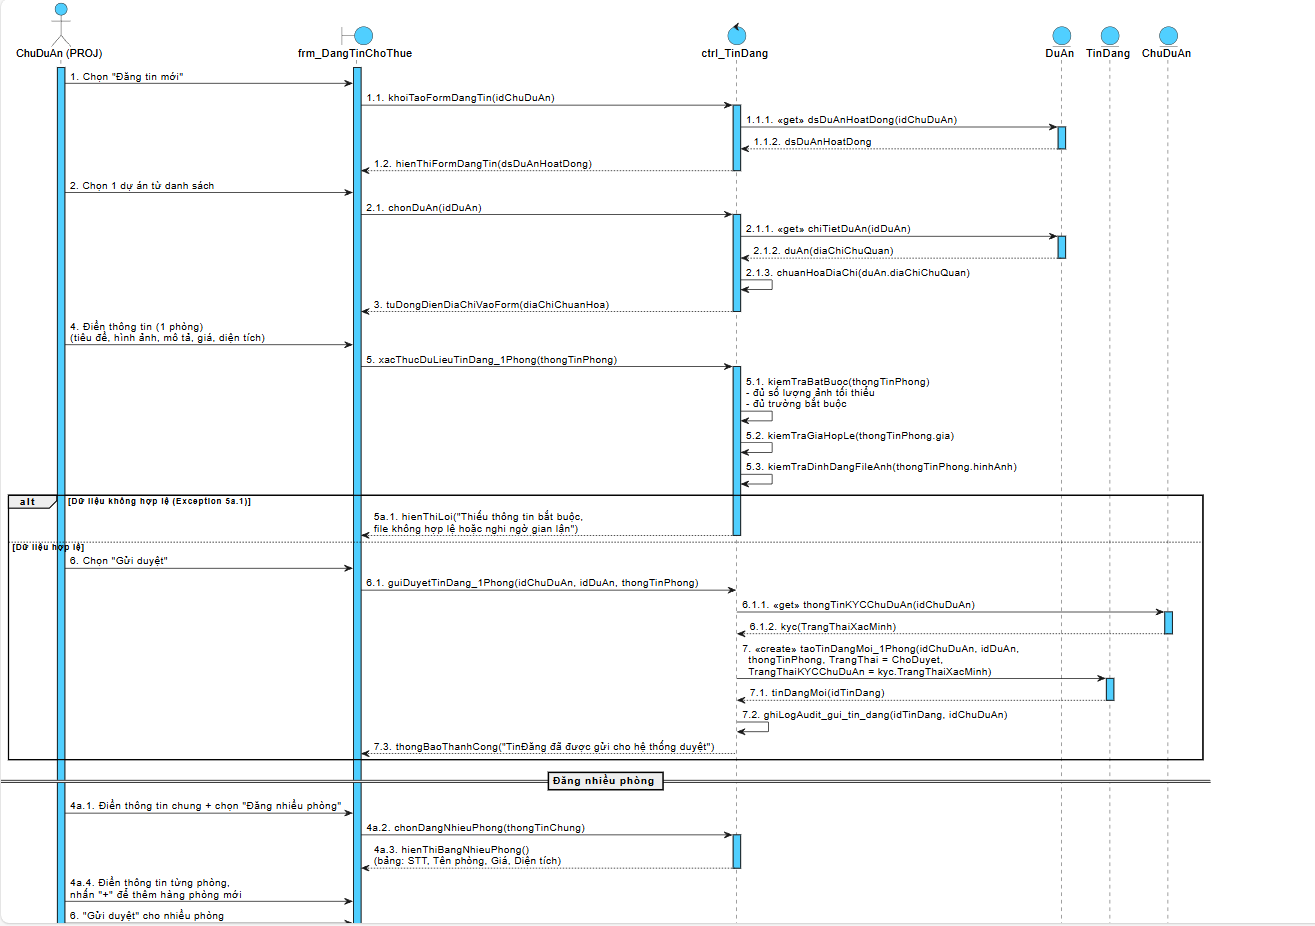 ChuDuAn (PROJ)
frm_DangTinChoThue
ctrl_TinDang
DuAn
TinDang
ChuDuAn
1. Chọn "Đăng tin mới"
1.1. khoiTaoFormDangTin(idChuDuAn)
1.1.1. «get» dsDuAnHoatDong(idChuDuAn)
1.1.2. dsDuAnHoatDong
1.2. hienThiFormDangTin(dsDuAnHoatDong)
2. Chọn 1 dự án từ danh sách
2.1. chonDuAn(idDuAn)
2.1.1. «get» chiTietDuAn(idDuAn)
2.1.2. duAn(diaChiChuQuan)
2.1.3. chuanHoaDiaChi(duAn.diaChiChuQuan)
3. tuDongDienDiaChiVaoForm(diaChiChuanHoa)
4. Điền thông tin (1 phòng)
(tiêu đề, hình ảnh, mô tả, giá, diện tích)
5. xacThucDuLieuTinDang_1Phong(thongTinPhong)
5.1. kiemTraBatBuoc(thongTinPhong)
- đủ số lượng ảnh tối thiểu
- đủ trường bắt buộc
5.2. kiemTraGiaHopLe(thongTinPhong.gia)
5.3. kiemTraDinhDangFileAnh(thongTinPhong.hinhAnh)
alt
[Dữ liệu không hợp lệ (Exception 5a.1)]
5a.1. hienThiLoi("Thiếu thông tin bắt buộc,
file không hợp lệ hoặc nghi ngờ gian lận")
[Dữ liệu hợp lệ]
6. Chọn "Gửi duyệt"
6.1. guiDuyetTinDang_1Phong(idChuDuAn, idDuAn, thongTinPhong)
6.1.1. «get» thongTinKYCChuDuAn(idChuDuAn)
6.1.2. kyc(TrangThaiXacMinh)
7. «create» taoTinDangMoi_1Phong(idChuDuAn, idDuAn,
thongTinPhong, TrangThai = ChoDuyet,
TrangThaiKYCChuDuAn = kyc.TrangThaiXacMinh)
7.1. tinDangMoi(idTinDang)
7.2. ghiLogAudit_gui_tin_dang(idTinDang, idChuDuAn)
7.3. thongBaoThanhCong("TinĐăng đã được gửi cho hệ thống duyệt")
Đăng nhiều phòng
4a.1. Điền thông tin chung + chọn "Đăng nhiều phòng"
4a.2. chonDangNhieuPhong(thongTinChung)
4a.3. hienThiBangNhieuPhong()
(bảng: STT, Tên phòng, Giá, Diện tích)
4a.4. Điền thông tin từng phòng,
nhấn "+" để thêm hàng phòng mới
6. "Gửi duyệt" cho nhiều phòng